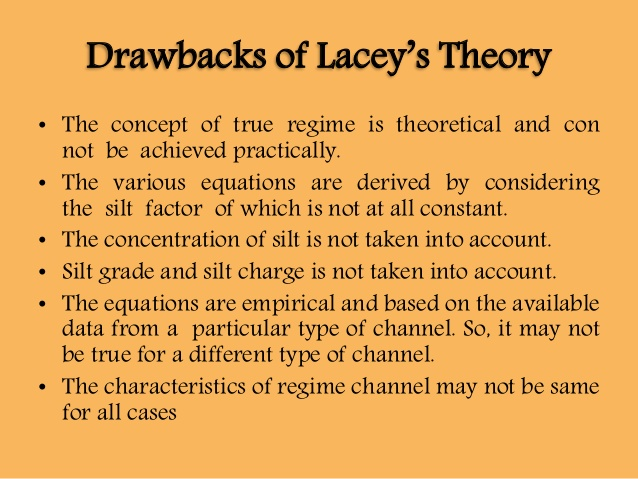 Drawbacks of Lacey’s Theory
• The concept of true regime is theoretical and con
not be achieved practically.
• The various equations are derived by considering
the silt factor of which is not at all constant.
• The concentration of silt is not taken into account.
• Silt grade and silt charge is not taken into account.
• The equations are empirical and based on the available
data from a particular type of channel. So, it may not
be true for a different type of channel.
• The characteristics of regime channel may not be same
for all cases